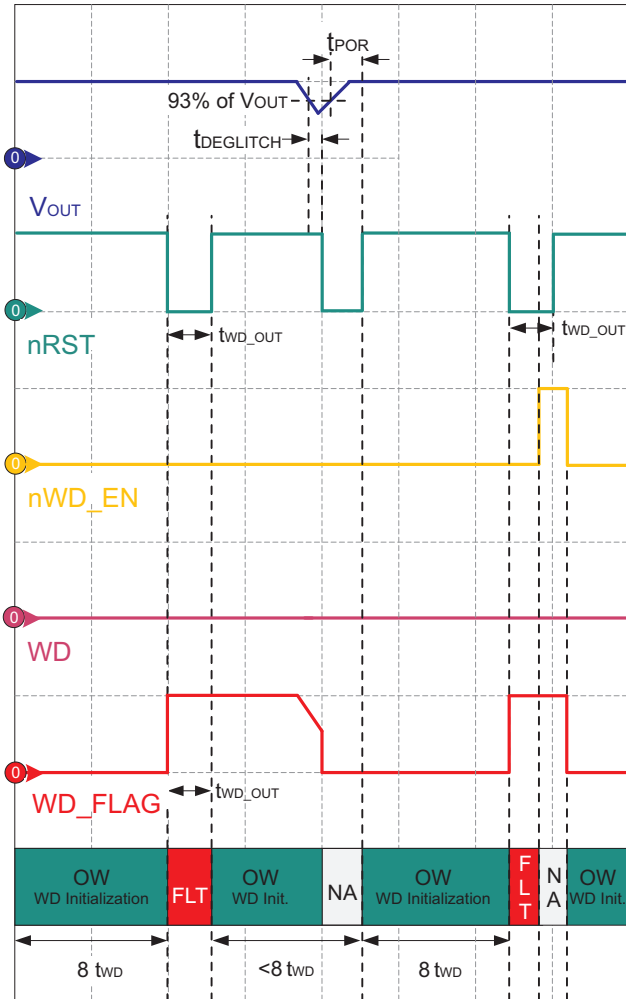 tPOR
93% of VOUT
tDEGLITCH
0
VOUT
0
nRST
tWD_OUT
tWD_OUT
0
nWD_EN
0
WD
0
WD_FLAG
tWD_OUT
OW
WD Initialization
FLT
OW
WD Init.
NA
OW
WD Initialization
F
L
T
N
A
OW
WD Init.
8 tWD
<8 tWD
8 tWD